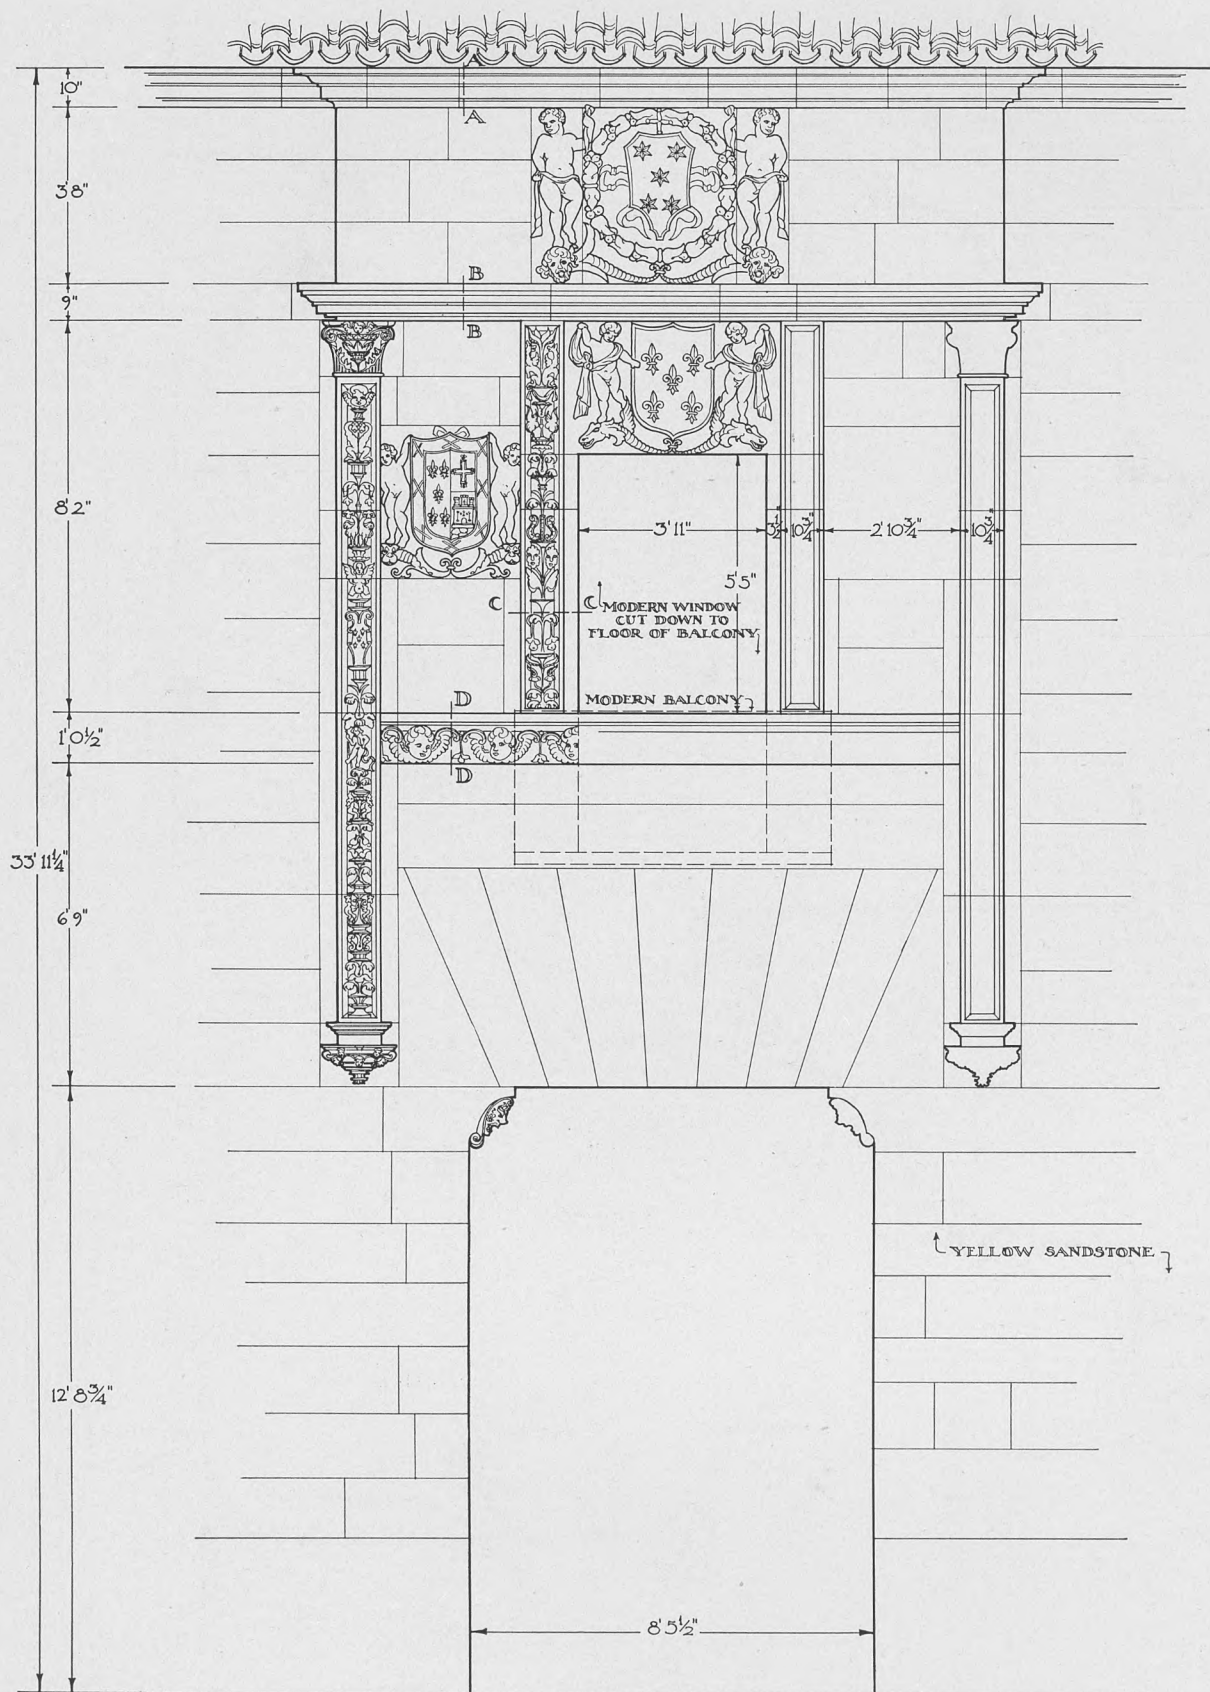 A
10"
A
3'8"
B
9"
B
8'2"
3'11"
3½"
10¾"
2'10¾"
10¾"
5'5"
C
C
MODERN WINDOW
CUT DOWN TO
FLOOR OF BALCONY
MODERN BALCONY
D
1'0½"
D
33' 11¼"
6'9"
YELLOW SANDSTONE
12' 8¾"
8' 5½"